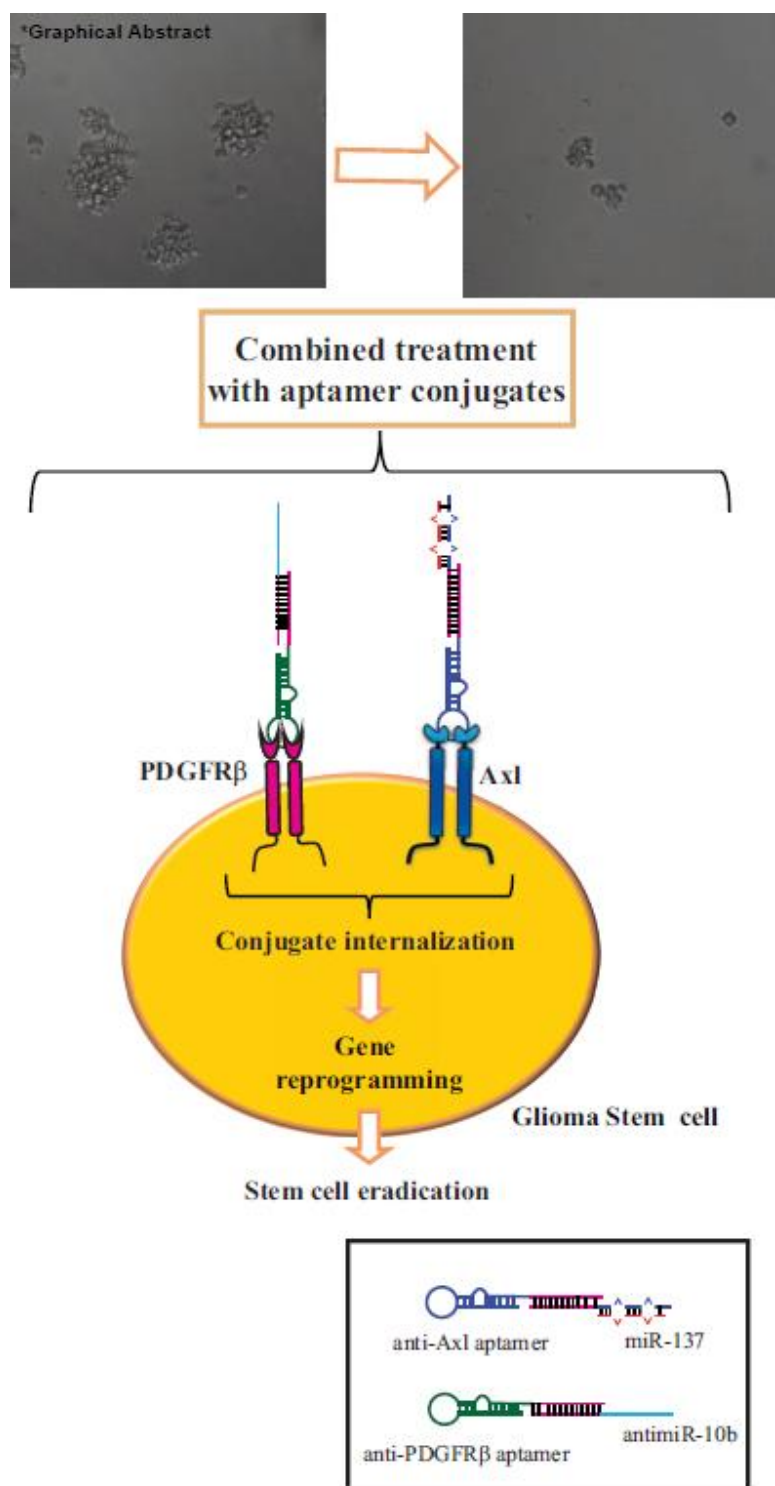 *Graphical Abstract
Combined treatment
with aptamer conjugates
PDGFRβ
Axl
Conjugate internalization
Gene
reprogramming
Glioma Stem cell
Stem cell eradication
anti-Axl aptamer
miR-137
anti-PDGFRβ aptamer
antimiR-10b